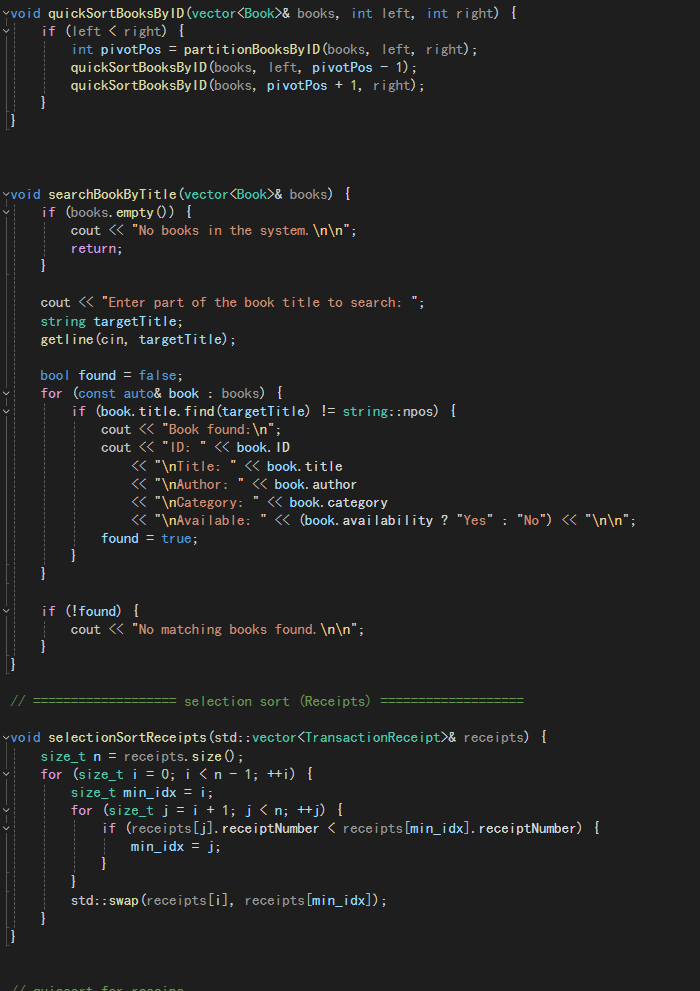 void quickSortBooksByID(vector<Book>& books, int left, int right) {
    if (left < right) {
        int pivotPos = partitionBooksByID(books, left, right);
        quickSortBooksByID(books, left, pivotPos - 1);
        quickSortBooksByID(books, pivotPos + 1, right);
    }
}
void searchBookByTitle(vector<Book>& books) {
    if (books.empty()) {
        cout << "No books in the system.\n\n";
        return;
    }
    cout << "Enter part of the book title to search: ";
    string targetTitle;
    getline(cin, targetTitle);
    bool found = false;
    for (const auto& book : books) {
        if (book.title.find(targetTitle) != string::npos) {
            cout << "Book found:\n";
            cout << "ID: " << book.ID
                << "\nTitle: " << book.title
                << "\nAuthor: " << book.author
                << "\nCategory: " << book.category
                << "\nAvailable: " << (book.availability ? "Yes" : "No") << "\n\n";
            found = true;
        }
    }
    if (!found) {
        cout << "No matching books found.\n\n";
    }
}
// =================== selection sort (Receipts) ===================
void selectionSortReceipts(std::vector<TransactionReceipt>& receipts) {
    size_t n = receipts.size();
    for (size_t i = 0; i < n - 1; ++i) {
        size_t min_idx = i;
        for (size_t j = i + 1; j < n; ++j) {
            if (receipts[j].receiptNumber < receipts[min_idx].receiptNumber) {
                min_idx = j;
            }
        }
        std::swap(receipts[i], receipts[min_idx]);
    }
}